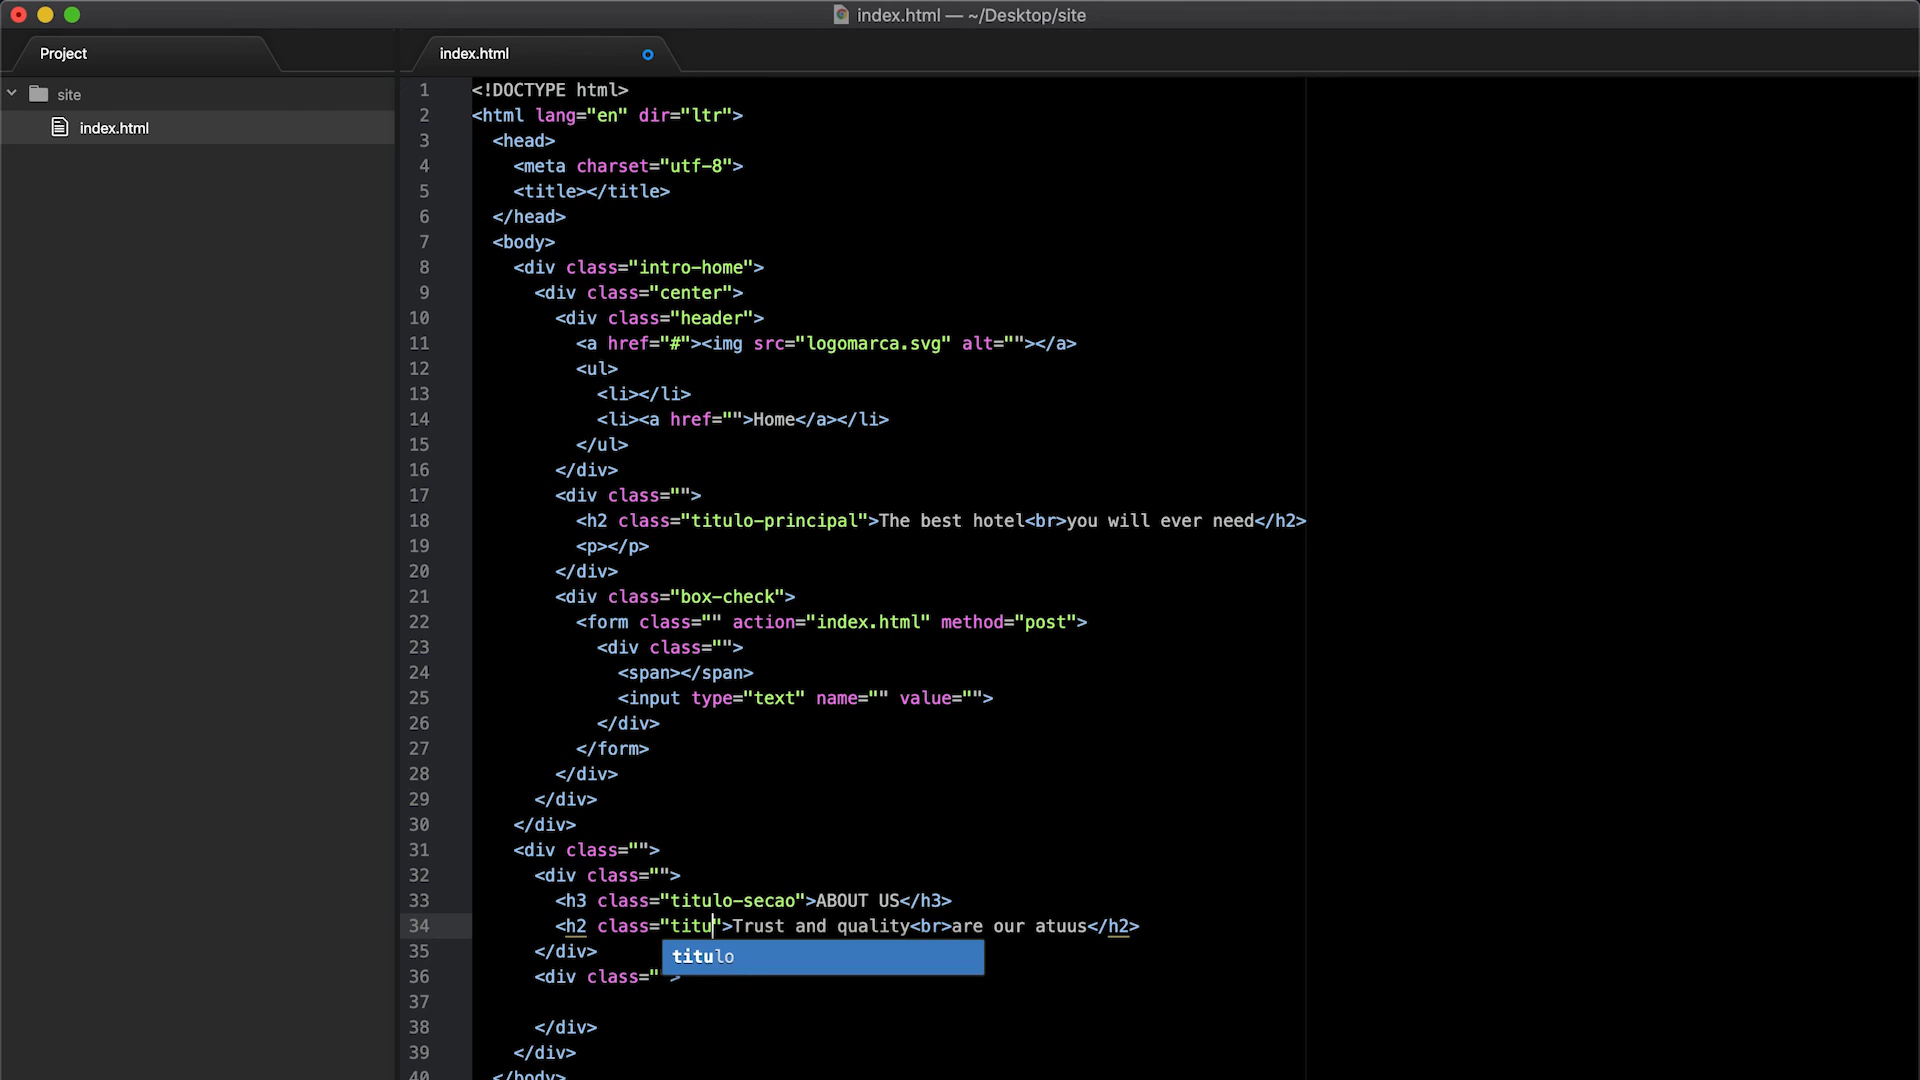 index.html — ~/Desktop/site
Project
index.html
site
index.html
1 <!DOCTYPE html>
2 <html lang="en" dir="ltr">
3 <head>
4 <meta charset="utf-8">
5 <title></title>
6 </head>
7 <body>
8 <div class="intro-home">
9 <div class="center">
10 <div class="header">
11 <a href="#"><img src="logomarca.svg" alt=""></a>
12 <ul>
13 <li></li>
14 <li><a href="">Home</a></li>
15 </ul>
16 </div>
17 <div class="">
18 <h2 class="titulo-principal">The best hotel<br>you will ever need</h2>
19 <p></p>
20 </div>
21 <div class="box-check">
22 <form class="" action="index.html" method="post">
23 <div class="">
24 <span></span>
25 <input type="text" name="" value="">
26 </div>
27 </form>
28 </div>
29 </div>
30 </div>
31 <div class="">
32 <div class="">
33 <h3 class="titulo-secao">ABOUT US</h3>
34 <h2 class="titu">Trust and quality<br>are our atuus</h2>
35 </div>
titulo
36 <div class="">
37
38 </div>
39 </div>
40 </body>